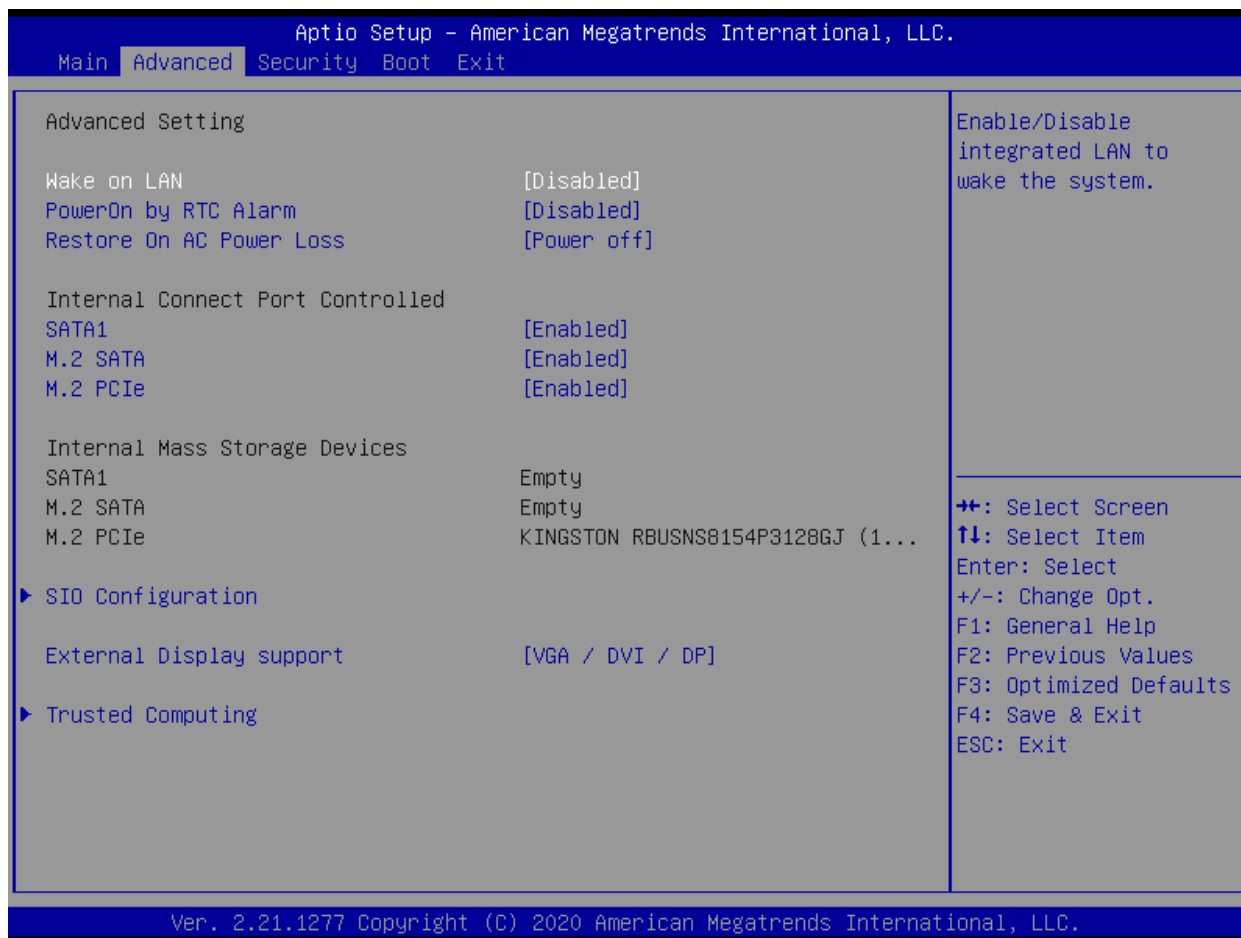 Aptio Setup – American Megatrends International, LLC.
Main Advanced Security Boot Exit
Advanced Setting
Wake on LAN [Disabled]
PowerOn by RTC Alarm [Disabled]
Restore On AC Power Loss [Power off]
Internal Connect Port Controlled
SATA1 [Enabled]
M.2 SATA [Enabled]
M.2 PCIe [Enabled]
Internal Mass Storage Devices
SATA1 Empty
M.2 SATA Empty
M.2 PCIe KINGSTON RBUSNS8154P3128GJ (1...
SIO Configuration
External Display support [VGA / DVI / DP]
Trusted Computing
Enable/Disable
integrated LAN to
wake the system.
→←: Select Screen
↑↓: Select Item
Enter: Select
+/-: Change Opt.
F1: General Help
F2: Previous Values
F3: Optimized Defaults
F4: Save & Exit
ESC: Exit
Ver. 2.21.1277 Copyright (C) 2020 American Megatrends International, LLC.